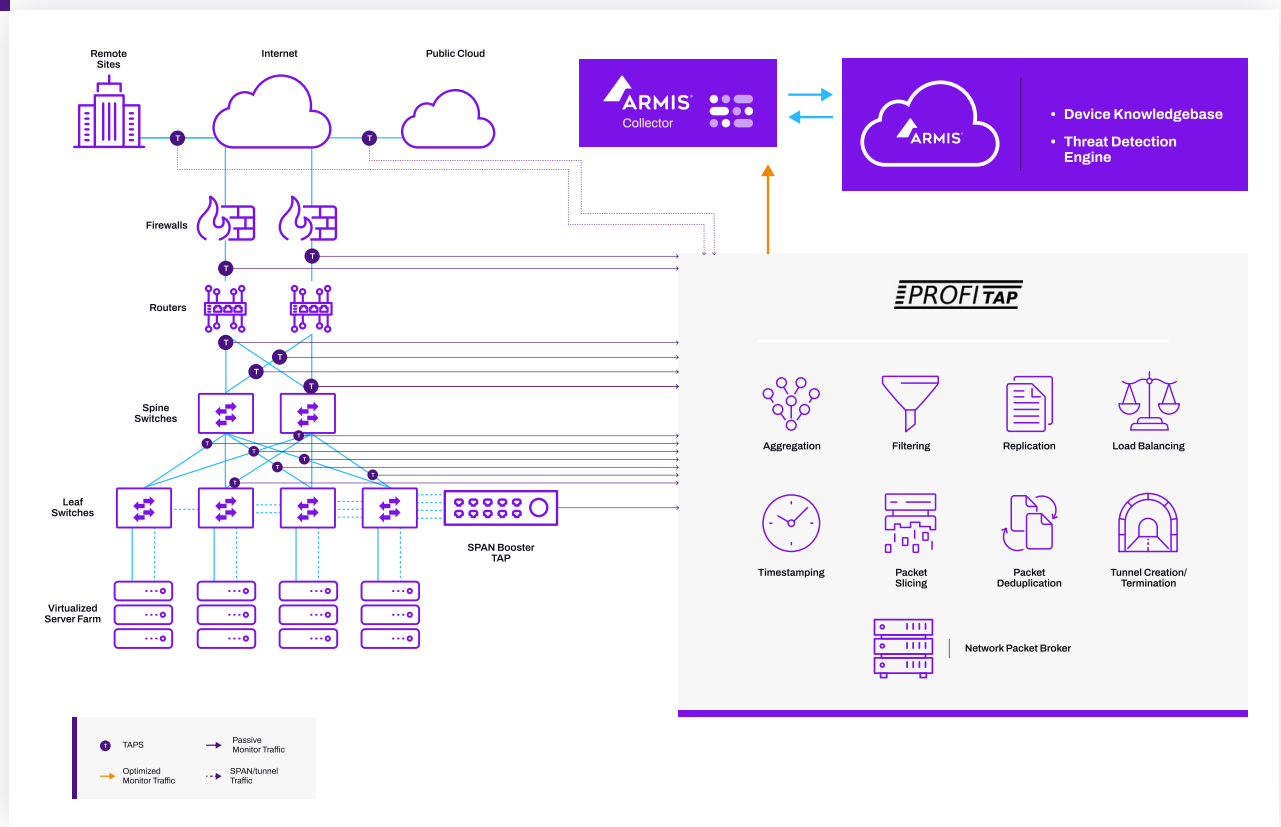 Remote
Sites
Internet
Public Cloud
T
T
ARMIS
Collector
ARMIS
• Device Knowledgebase
• Threat Detection
Engine
Firewalls
T
T
Routers
T
T
T
T
Spine
Switches
T
T
T
T
T
T
T
Leaf
Switches
SPAN Booster
TAP
Virtualized
Server Farm
PROFITAP
Aggregation
Filtering
Replication
Load Balancing
Timestamping
Packet
Slicing
Packet
Deduplication
Tunnel Creation/
Termination
Network Packet Broker
T
TAPS
Passive
Monitor Traffic
Optimized
Monitor Traffic
SPAN/tunnel
Traffic